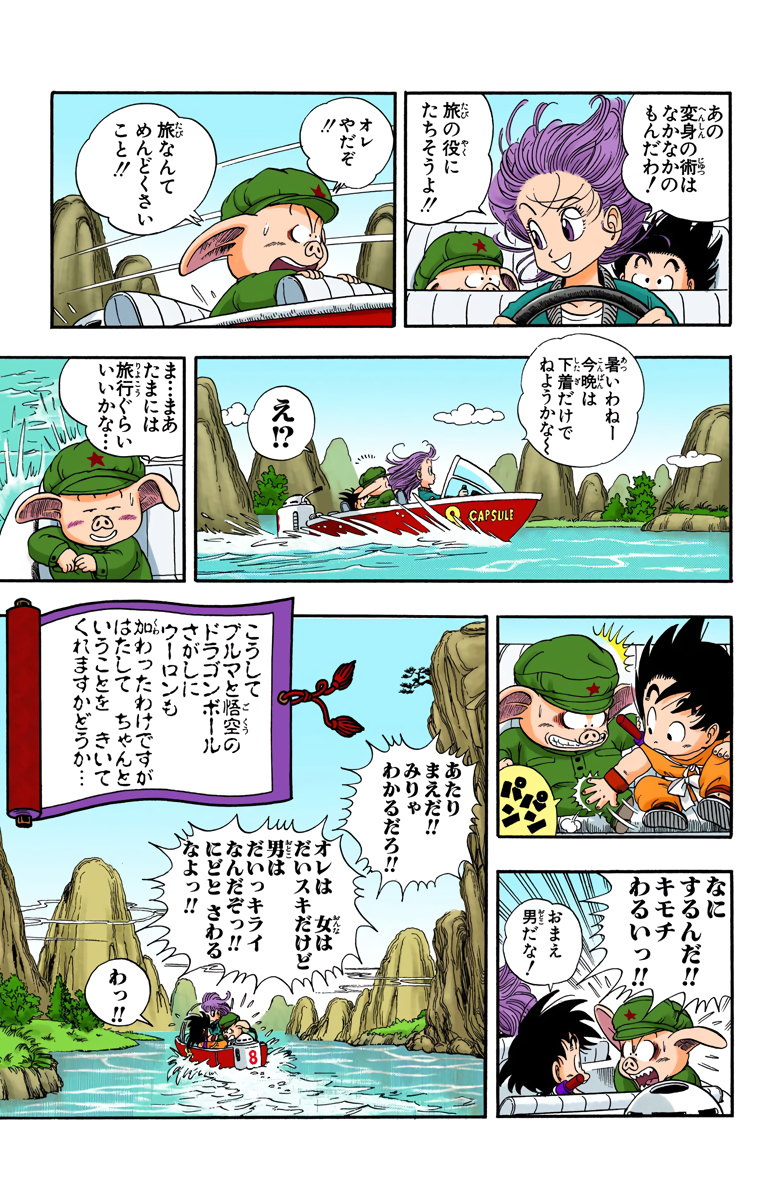 あの
変身の術は
なかなかの
もんだわ!
旅の役に
たちそうよ!!
オレ
やだぞ
!!
旅なんて
めんどくさい
こと!!
暑いわねー
今晩は
下着だけで
ねようかな~
え!?
CAPSULE
ま…まあ
たまには
旅行ぐらい
いいかな…
パパン
パン
なに
するんだ!!
キモチ
わるいっ!!
おまえ
男だな!
あたり
まえだ!!
みりゃ
わかるだろ!!
オレは 女は
だいスキだけど
男は
だいっキライ
なんだぞっ!!
にどと さわる
なよっ!!
わっ!!
8
こうして
ブルマと悟空の
ドラゴンボール
さがしに
ウーロンも
加わったわけですが
はたして ちゃんと
いうことを きいて
くれますかどうか…